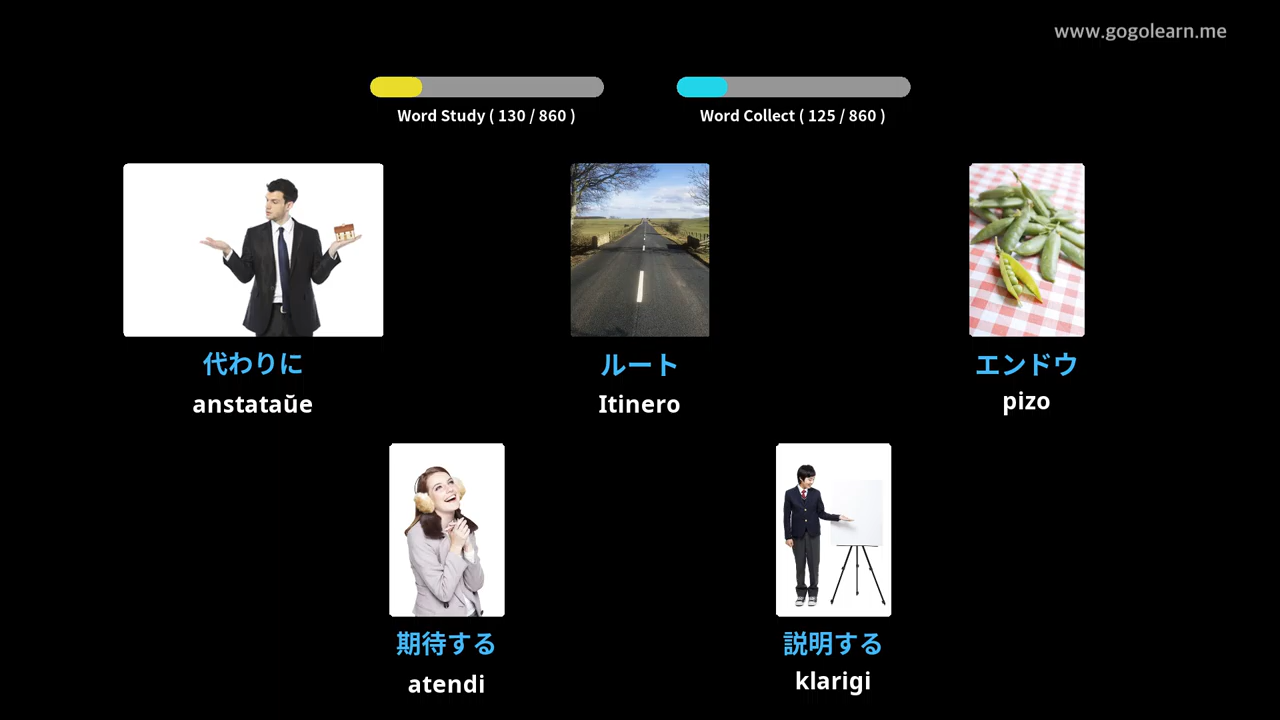 www.gogolearn.me
Word Study ( 130 / 860 )
Word Collect ( 125 / 860 )
代わりに
anstataŭe
ルート
Itinero
エンドウ
pizo
期待する
atendi
説明する
klarigi